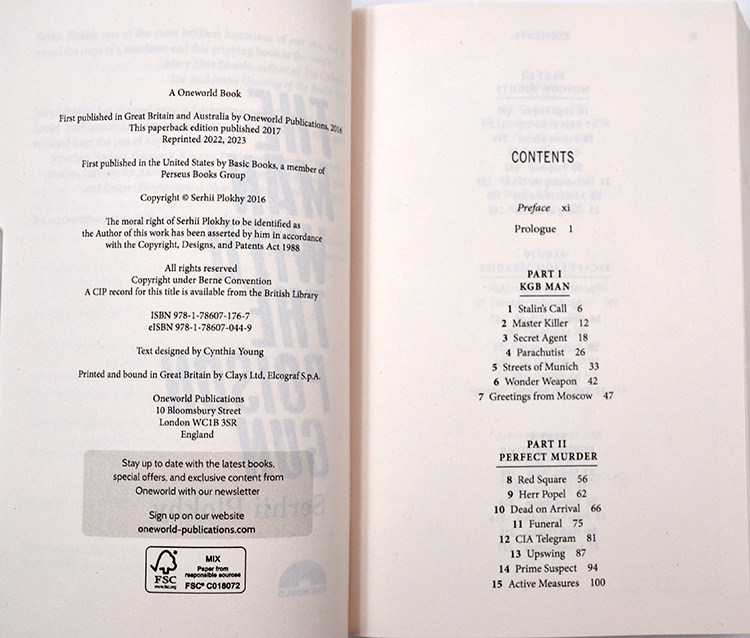 A Oneworld Book
First published in Great Britain and Australia by Oneworld Publications, 2016
This paperback edition published 2017
Reprinted 2022, 2023
First published in the United States by Basic Books, a member of
Perseus Books Group
Copyright © Serhii Plokhy 2016
The moral right of Serhii Plokhy to be identified as
the Author of this work has been asserted by him in accordance
with the Copyright, Designs, and Patents Act 1988
All rights reserved
Copyright under Berne Convention
A CIP record for this title is available from the British Library
ISBN 978-1-78607-176-7
eISBN 978-1-78607-044-9
Text designed by Cynthia Young
Printed and bound in Great Britain by Clays Ltd, Elcograf S.p.A.
Oneworld Publications
10 Bloomsbury Street
London WC1B 3SR
England
Stay up to date with the latest books,
special offers, and exclusive content from
Oneworld with our newsletter
Sign up on our website
oneworld-publications.com
FSC
www.fsc.org
MIX
Paper from
responsible sources
FSC® C018072
CONTENTS
Preface xi
Prologue 1
PART I
KGB MAN
1 Stalin's Call 6
2 Master Killer 12
3 Secret Agent 18
4 Parachutist 26
5 Streets of Munich 33
6 Wonder Weapon 42
7 Greetings from Moscow 47
PART II
PERFECT MURDER
8 Red Square 56
9 Herr Popel 62
10 Dead on Arrival 66
11 Funeral 75
12 CIA Telegram 81
13 Upswing 87
14 Prime Suspect 94
15 Active Measures 100